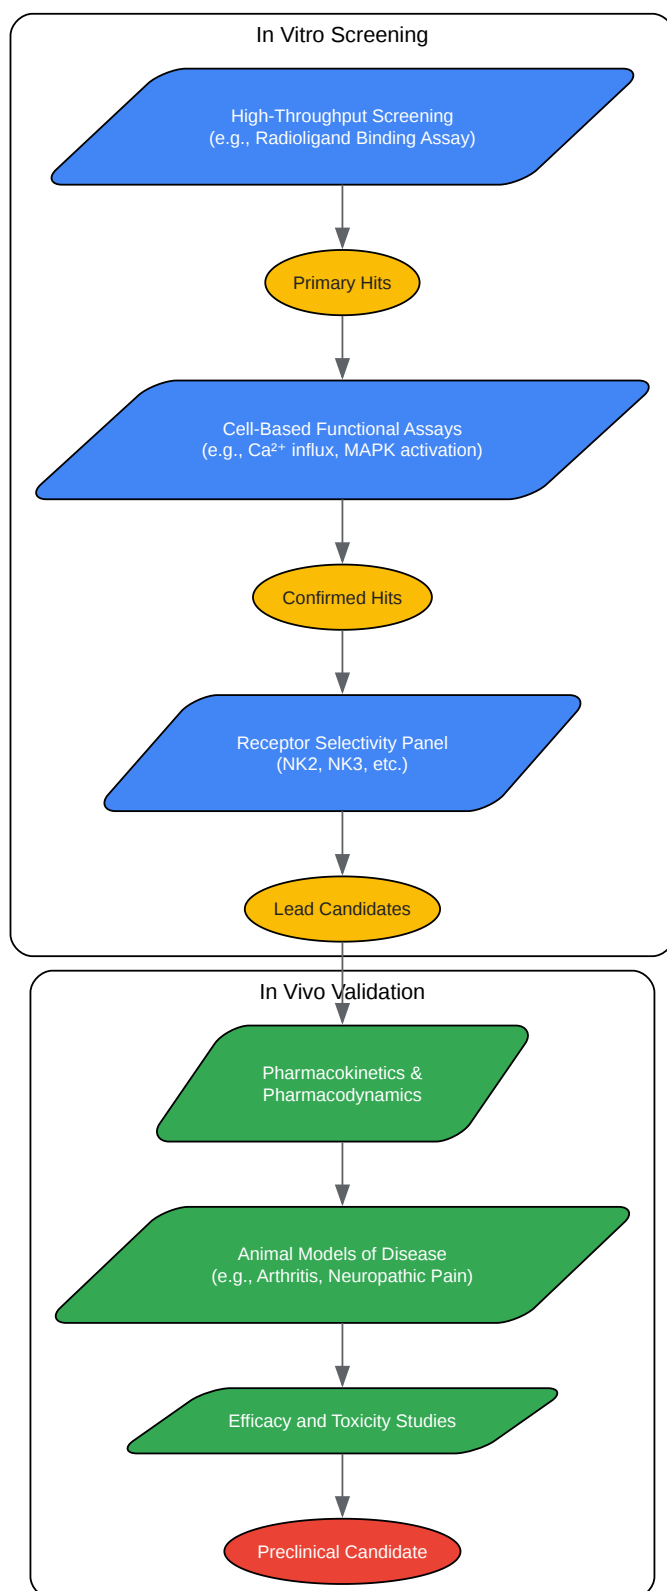 In Vitro Screening
High-Throughput Screening
(e.g., Radioligand Binding Assay)
Primary Hits
Cell-Based Functional Assays
(e.g., Ca²⁺ influx, MAPK activation)
Confirmed Hits
Receptor Selectivity Panel
(NK2, NK3, etc.)
Lead Candidates
In Vivo Validation
Pharmacokinetics &
Pharmacodynamics
Animal Models of Disease
(e.g., Arthritis, Neuropathic Pain)
Efficacy and Toxicity Studies
Preclinical Candidate